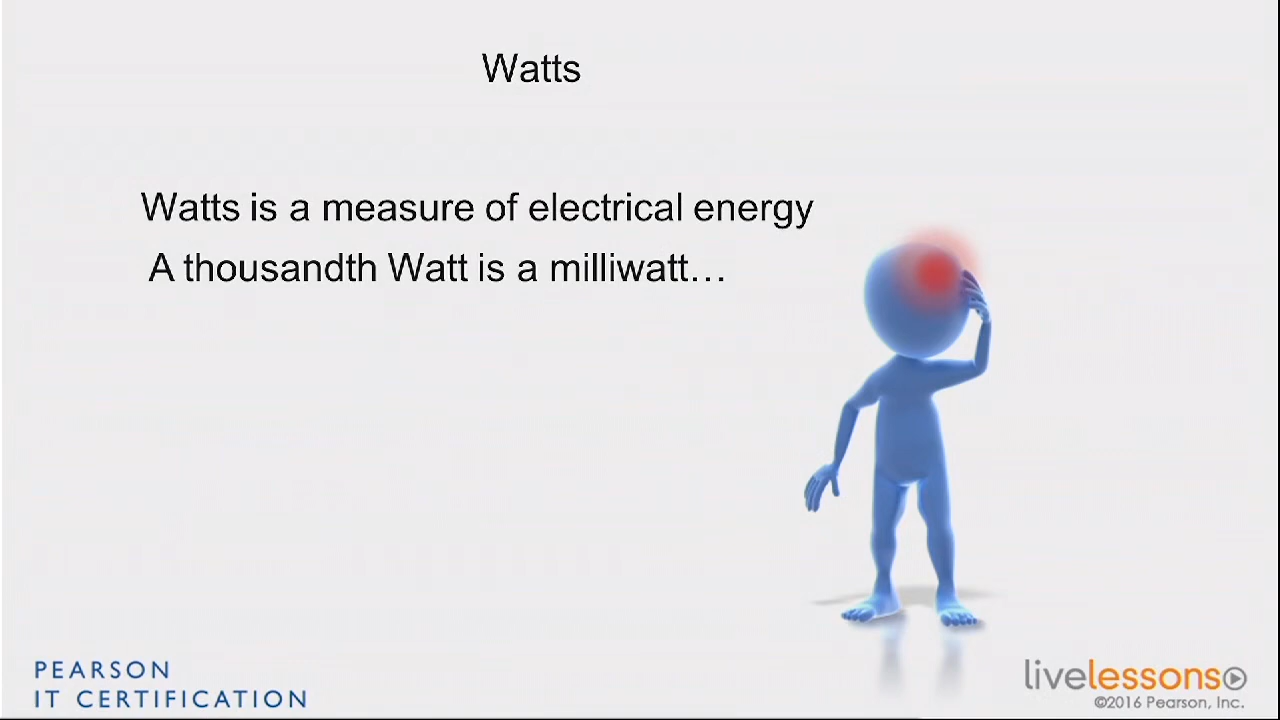 Watts
Watts is a measure of electrical energy
A thousandth Watt is a milliwatt…
PEARSON
IT CERTIFICATION
livelessons
©2016 Pearson, Inc.